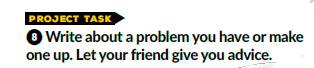 PROJECT TASK
8 Write about a problem you have or make
one up. Let your friend give you advice.